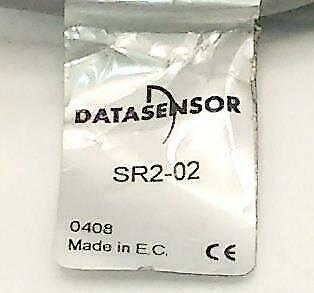 DATASENSOR
SR2-02
0408
Made in E.C. CE